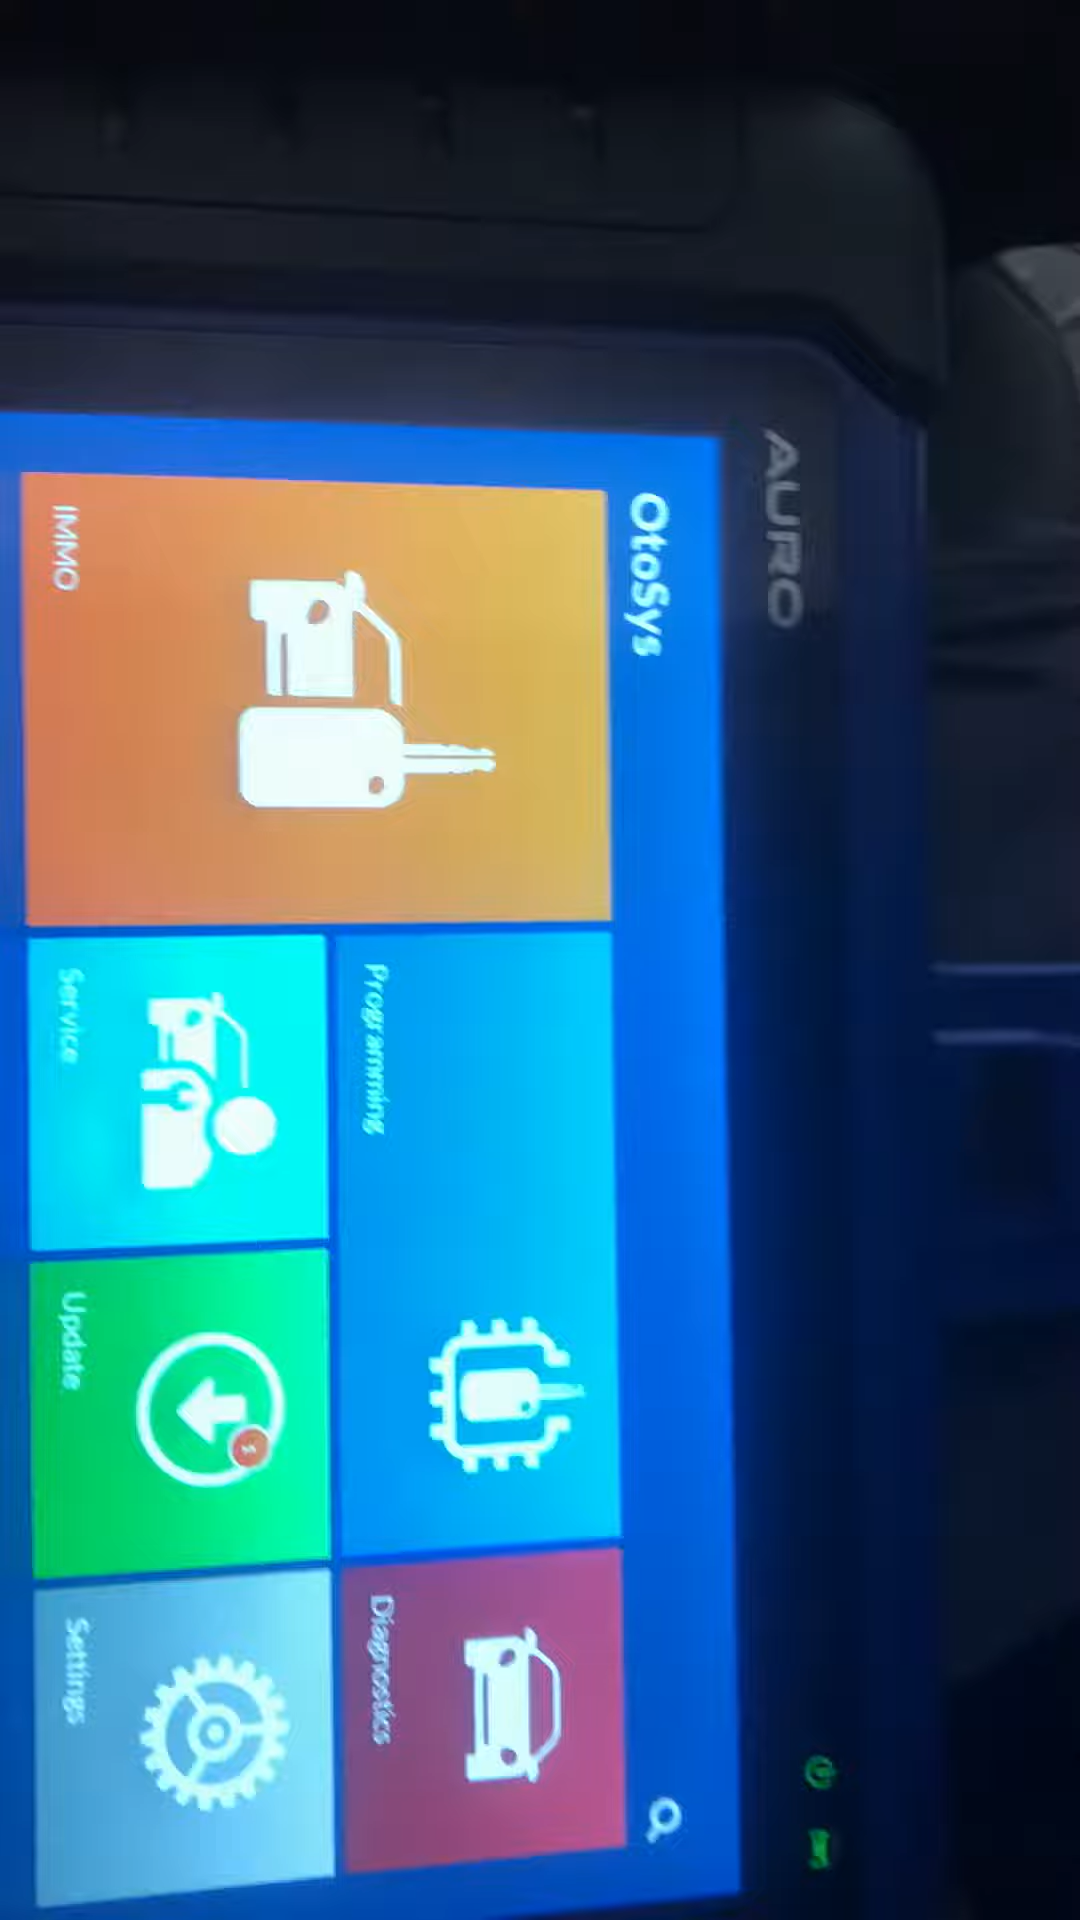 AURO
OtoSys
IMMO
Programming
Diagnostics
Service
Update
Settings